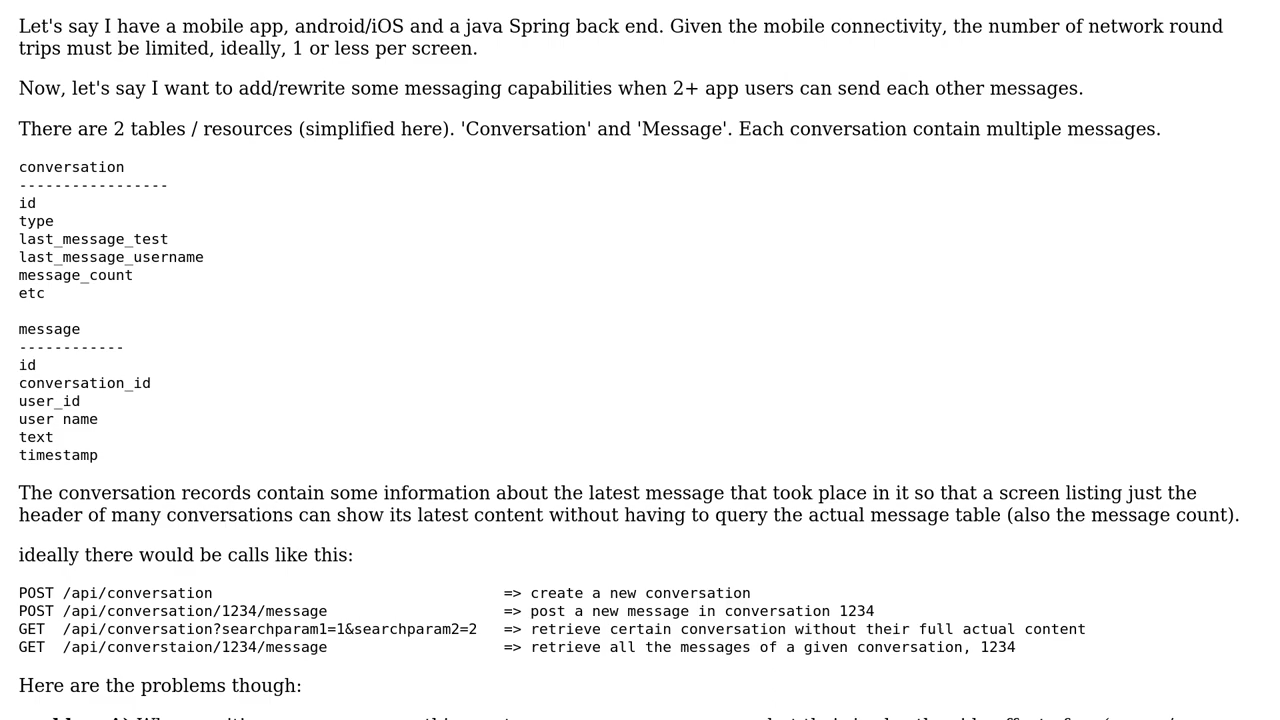 Let's say I have a mobile app, android/iOS and a java Spring back end. Given the mobile connectivity, the number of network round
trips must be limited, ideally, 1 or less per screen.
Now, let's say I want to add/rewrite some messaging capabilities when 2+ app users can send each other messages.
There are 2 tables / resources (simplified here). 'Conversation' and 'Message'. Each conversation contain multiple messages.
conversation
-----------------
id
type
last_message_test
last_message_username
message_count
etc
message
------------
id
conversation_id
user_id
user name
text
timestamp
The conversation records contain some information about the latest message that took place in it so that a screen listing just the
header of many conversations can show its latest content without having to query the actual message table (also the message count).
ideally there would be calls like this:
POST /api/conversation => create a new conversation
POST /api/conversation/1234/message => post a new message in conversation 1234
GET /api/conversation?searchparam1=1&searchparam2=2 => retrieve certain conversation without their full actual content
GET /api/converstaion/1234/message => retrieve all the messages of a given conversation, 1234
Here are the problems though: